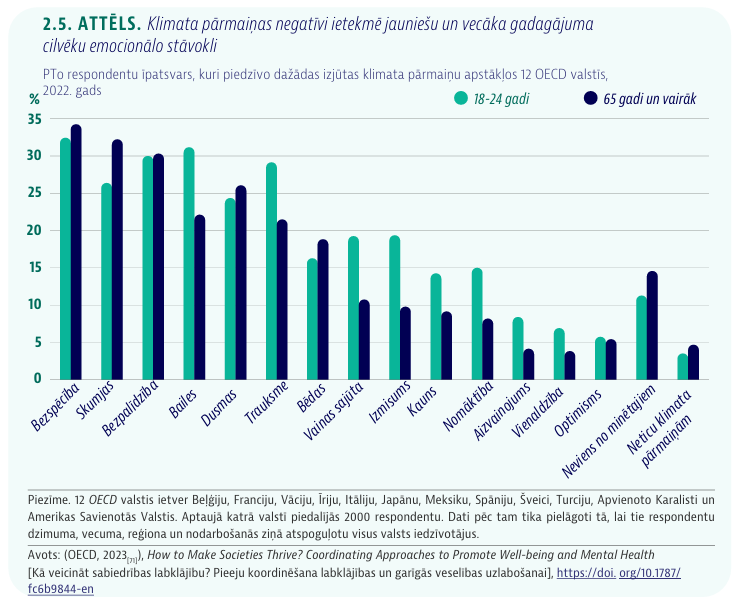 2.5. ATTĒLS. Klimata pārmaiņas negatīvi ietekmē jauniešu un vecāka gadagājuma
cilvēku emocionālo stāvokli
PTo respondentu īpatsvars, kuri piedzīvo dažādas izjūtas klimata pārmaiņu apstākļos 12 OECD valstīs,
2022. gads
%
18-24 gadi
65 gadi un vairāk
35
30
25
20
15
10
5
0
Bezspēcība
Skumjas
Bezpalīdzība
Bailes
Dusmas
Trauksme
Bēdas
Vainas sajūta
Izmisums
Kauns
Nomāktība
Aizvainojums
Vienaldzība
Optimisms
Neviens no minētajiem
Neticu klimata
pārmaiņām
Piezīme. 12 OECD valstis ietver Beļģiju, Franciju, Vāciju, Īriju, Itāliju, Japānu, Meksiku, Spāniju, Šveici, Turciju, Apvienoto Karalisti un
Amerikas Savienotās Valstis. Aptaujā katrā valstī piedalījās 2000 respondentu. Dati pēc tam tika pielāgoti tā, lai tie respondentu
dzimuma, vecuma, reģiona un nodarbošanās ziņā atspoguļotu visus valsts iedzīvotājus.
Avots: (OECD, 2023[71]), How to Make Societies Thrive? Coordinating Approaches to Promote Well-being and Mental Health
[Kā veicināt sabiedrības labklājību? Pieeju koordinēšana labklājības un garīgās veselības uzlabošanai], https://doi. org/10.1787/
fc6b9844-en